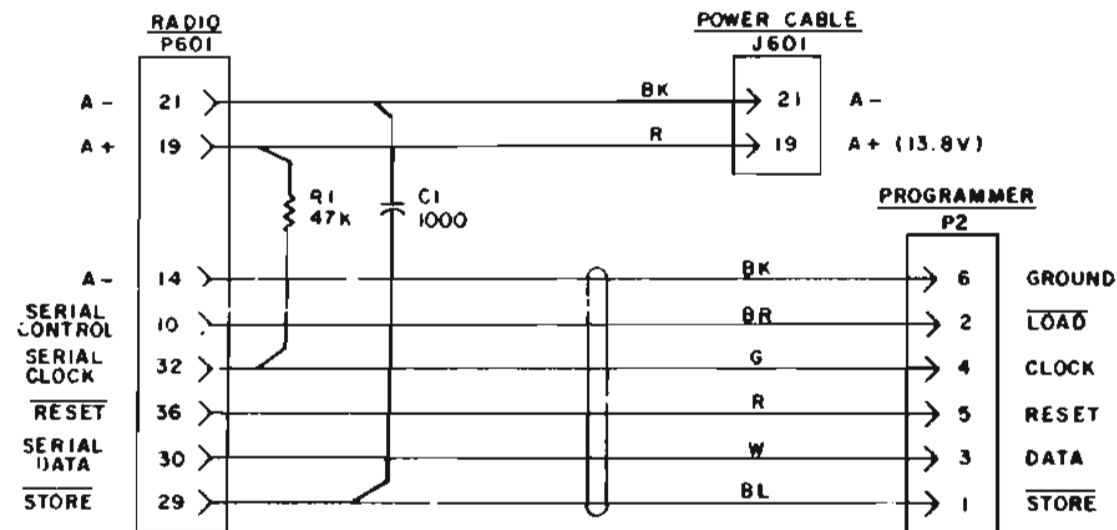 RADIO
P601
POWER CABLE
J601
A- 21 BK 21 A-
A+ 19 R 19 A+ (13.8V)
R1
47K
C1
1000
PROGRAMMER
P2
A- 14 BK 6 GROUND
SERIAL
CONTROL 10 BR 2 LOAD
SERIAL
CLOCK 32 G 4 CLOCK
RESET 36 R 5 RESET
SERIAL
DATA 30 W 3 DATA
STORE 29 BL 1 STORE